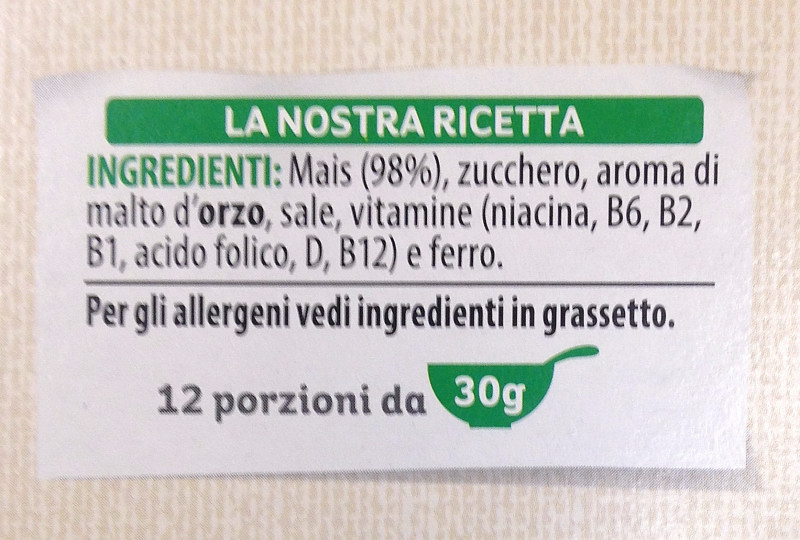 LA NOSTRA RICETTA
INGREDIENTI: Mais (98%), zucchero, aroma di
malto d'orzo, sale, vitamine (niacina, B6, B2,
B1, acido folico, D, B12) e ferro.
Per gli allergeni vedi ingredienti in grassetto.
12 porzioni da 30g